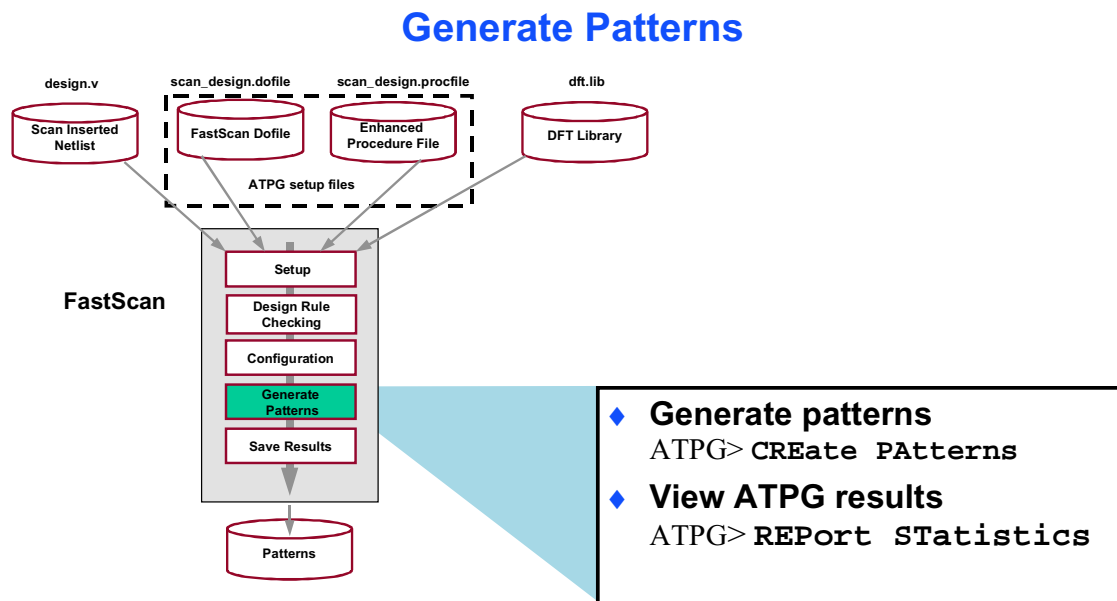 Generate Patterns
design.v
scan_design.dofile
scan_design.procfile
dft.lib
Scan Inserted
Netlist
FastScan Dofile
Enhanced
Procedure File
DFT Library
ATPG setup files
FastScan
Setup
Design Rule
Checking
Configuration
Generate
Patterns
Save Results
Patterns
♦ Generate patterns
ATPG> CREate PAtterns
♦ View ATPG results
ATPG> REPort STatistics